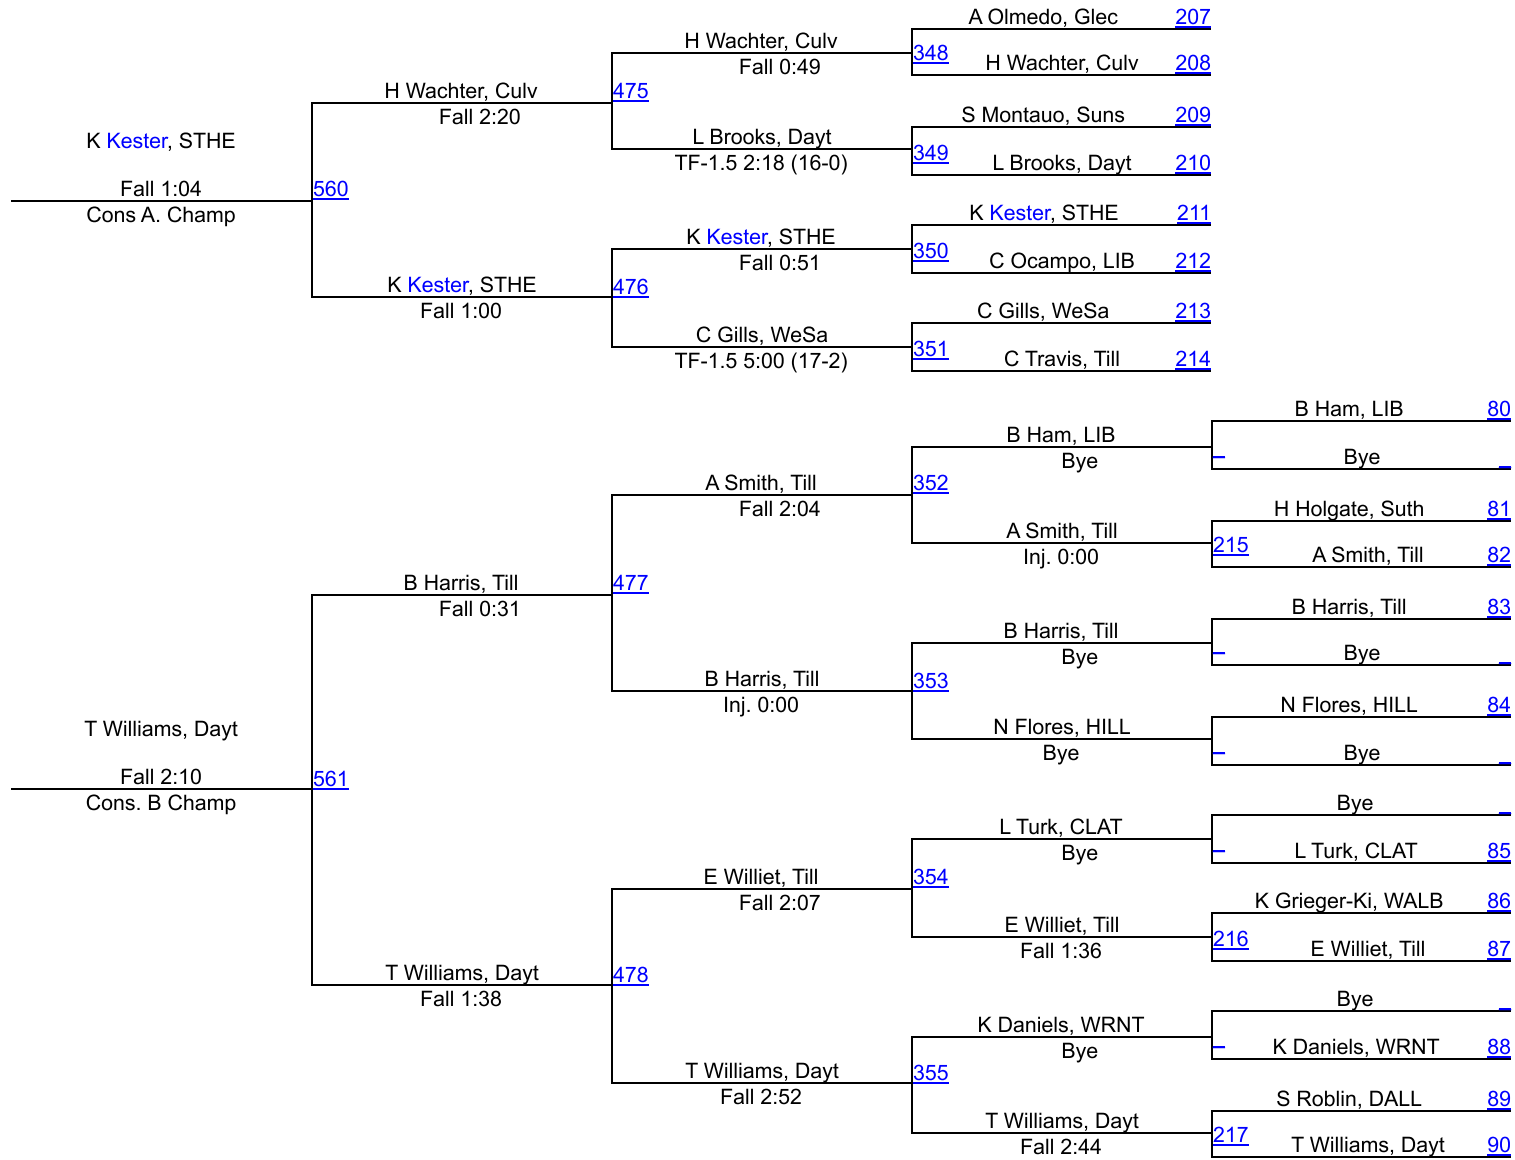 A Olmedo, Glec 207
H Wachter, Culv 348
Fall 0:49 H Wachter, Culv 208
H Wachter, Culv 475
Fall 2:20
S Montauo, Suns 209
L Brooks, Dayt 349
TF-1.5 2:18 (16-0) L Brooks, Dayt 210
K Kester, STHE
Fall 1:04 560
Cons A. Champ
K Kester, STHE 211
K Kester, STHE 350
Fall 0:51 C Ocampo, LIB 212
K Kester, STHE 476
Fall 1:00
C Gills, WeSa 213
C Gills, WeSa 351
TF-1.5 5:00 (17-2) C Travis, Till 214
B Ham, LIB 80
B Ham, LIB
Bye Bye
A Smith, Till 352
Fall 2:04
H Holgate, Suth 81
A Smith, Till 215
Inj. 0:00 A Smith, Till 82
B Harris, Till 477
Fall 0:31
B Harris, Till 83
B Harris, Till
Bye Bye
B Harris, Till 353
Inj. 0:00
N Flores, HILL 84
N Flores, HILL
Bye Bye
T Williams, Dayt
Fall 2:10 561
Cons. B Champ
Bye
L Turk, CLAT
Bye L Turk, CLAT 85
E Williet, Till 354
Fall 2:07
K Grieger-Ki, WALB 86
E Williet, Till 216
Fall 1:36 E Williet, Till 87
T Williams, Dayt 478
Fall 1:38
Bye
K Daniels, WRNT
Bye K Daniels, WRNT 88
T Williams, Dayt 355
Fall 2:52
S Roblin, DALL 89
T Williams, Dayt 217
Fall 2:44 T Williams, Dayt 90